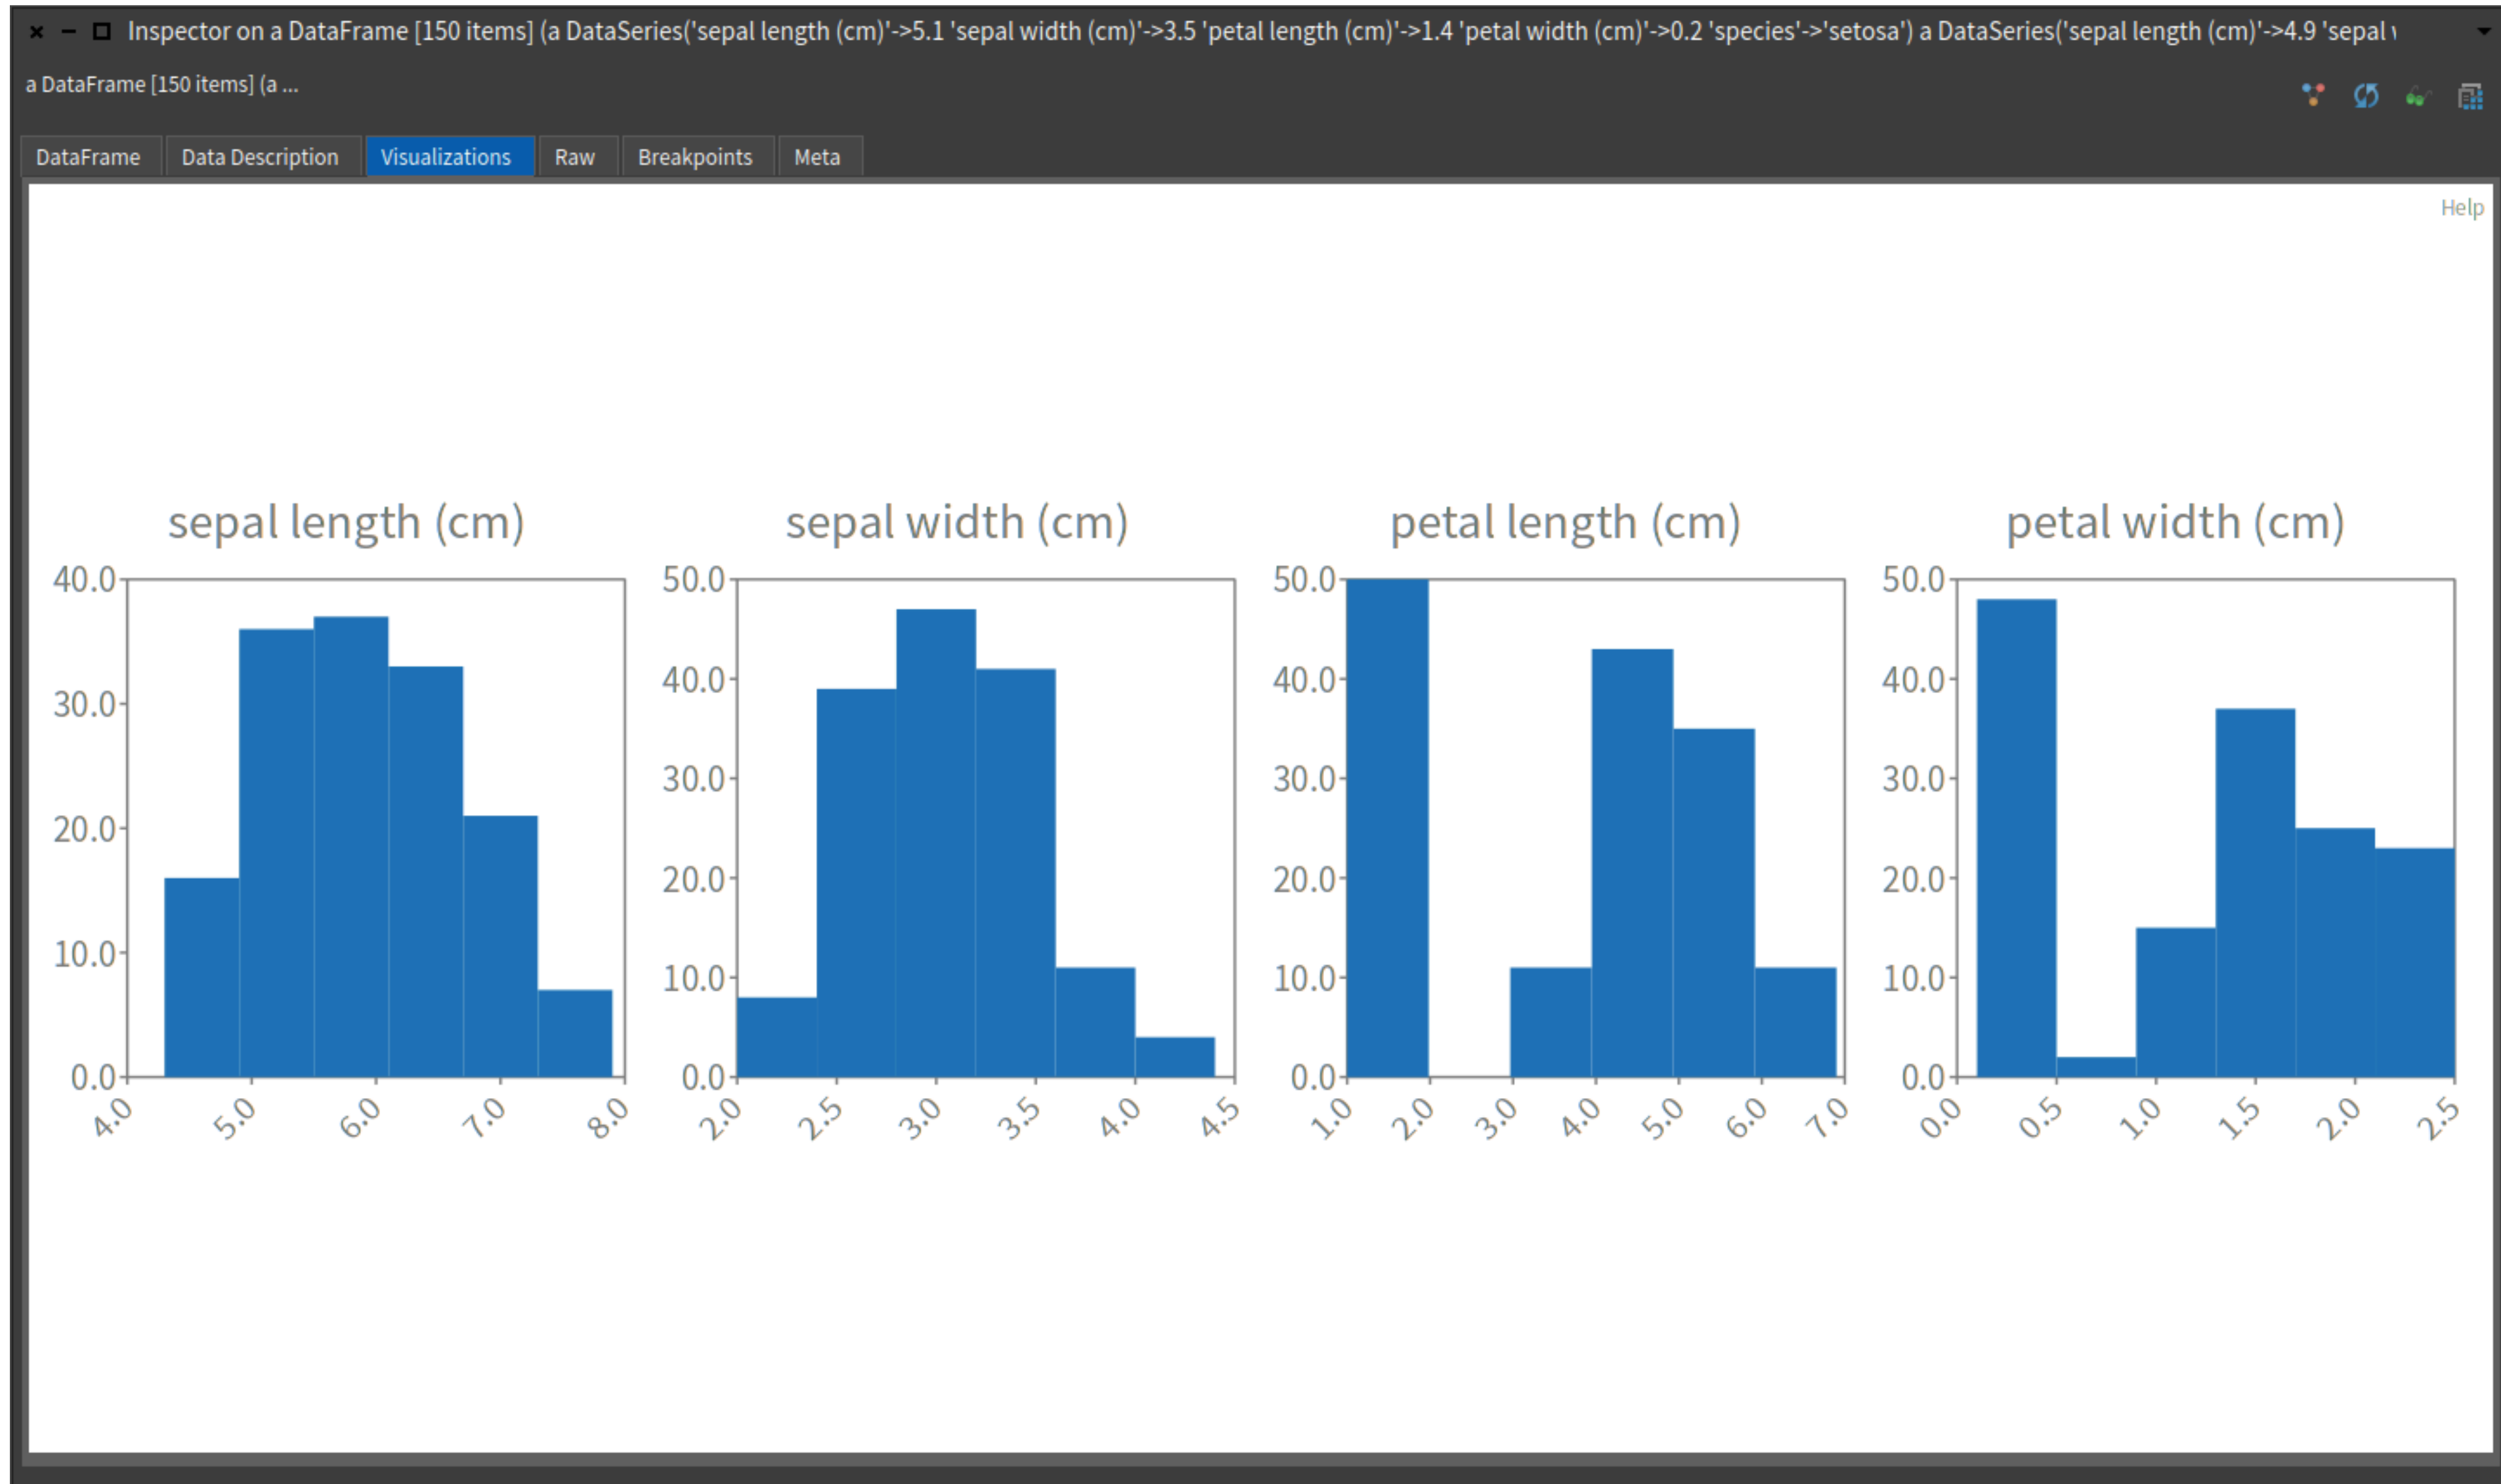 Inspector on a DataFrame [150 items] (a DataSeries('sepal length (cm)'->5.1 'sepal width (cm)'->3.5 'petal length (cm)'->1.4 'petal width (cm)'->0.2 'species'->'setosa') a DataSeries('sepal length (cm)'->4.9 'sepal
a DataFrame [150 items] (a ...
DataFrame Data Description Visualizations Raw Breakpoints Meta
Help
sepal length (cm)
40.0
30.0
20.0
10.0
0.0
4.0 5.0 6.0 7.0 8.0
sepal width (cm)
50.0
40.0
30.0
20.0
10.0
0.0
2.0 2.5 3.0 3.5 4.0 4.5
petal length (cm)
50.0
40.0
30.0
20.0
10.0
0.0
1.0 2.0 3.0 4.0 5.0 6.0 7.0
petal width (cm)
50.0
40.0
30.0
20.0
10.0
0.0
0.0 0.5 1.0 1.5 2.0 2.5